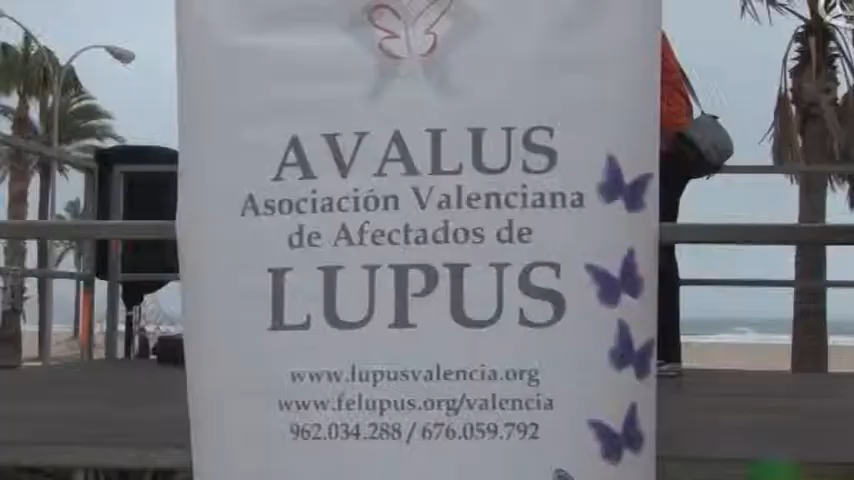 AVALUS
Asociación Valenciana
de Afectados de
LUPUS
www.lupusvalencia.org
www.felupus.org/valencia
962.034.288 / 676.059.792